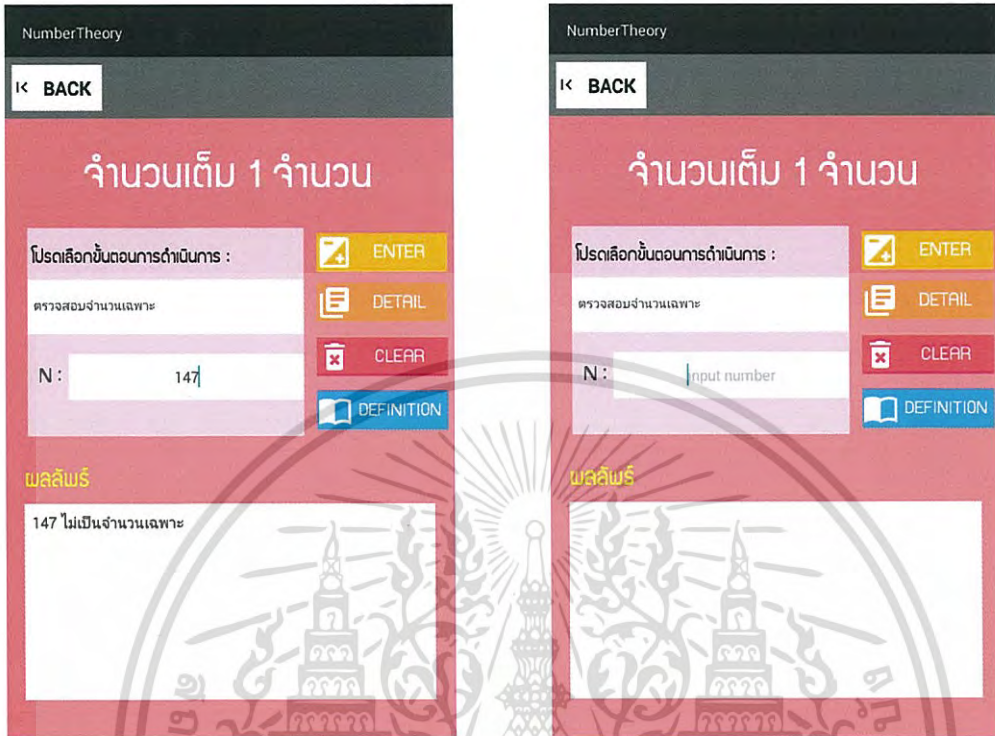 NumberTheory
BACK
จำนวนเต็ม 1 จำนวน
โปรดเลือกขั้นตอนการดำเนินการ :
ENTER
ตรวจสอบจำนวนเฉพาะ
DETAIL
N :
147
CLEAR
DEFINITION
ผลลัพธ์
147 ไม่เป็นจำนวนเฉพาะ
NumberTheory
BACK
จำนวนเต็ม 1 จำนวน
โปรดเลือกขั้นตอนการดำเนินการ :
ENTER
ตรวจสอบจำนวนเฉพาะ
DETAIL
N :
input number
CLEAR
DEFINITION
ผลลัพธ์